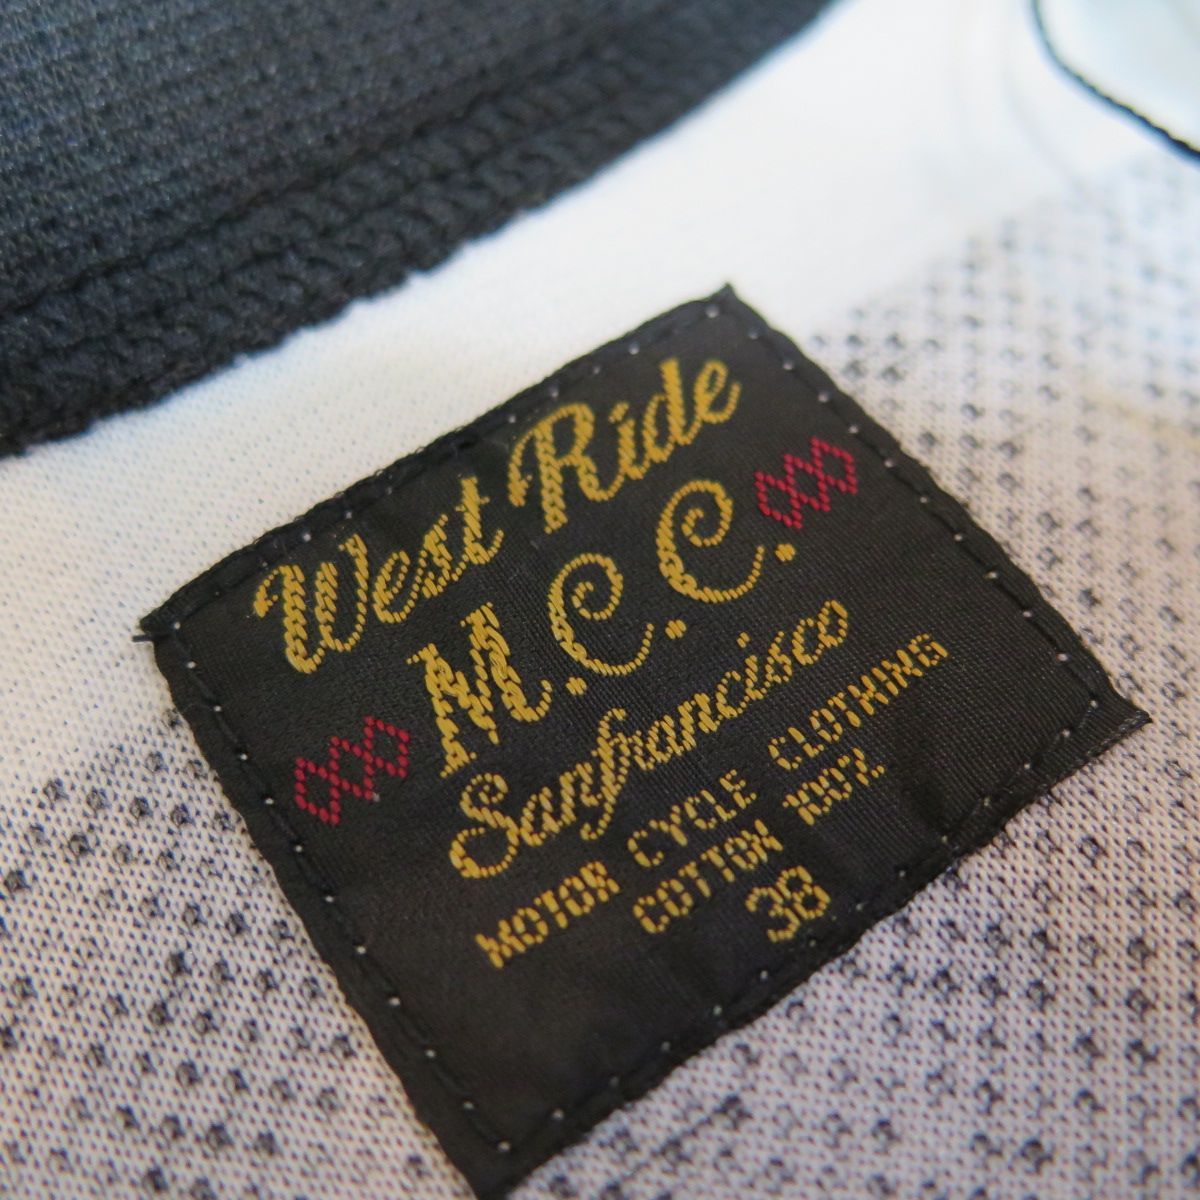 West Ride
M.C.C.
Sanfrancisco
MOTOR CYCLE CLOTHING
COTTON 100%
38